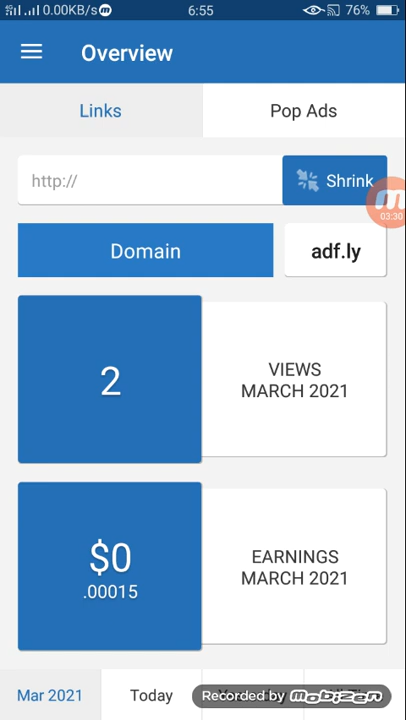 0.00KB/s 6:55 76%
Overview
Links Pop Ads
http:// Shrink
03:30
Domain adf.ly
2 VIEWS
MARCH 2021
$0
.00015
EARNINGS
MARCH 2021
Mar 2021 Today
Recorded by mobizen